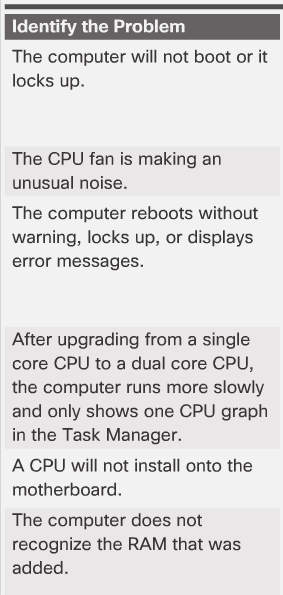 Identify the Problem
The computer will not boot or it
locks up.
The CPU fan is making an
unusual noise.
The computer reboots without
warning, locks up, or displays
error messages.
After upgrading from a single
core CPU to a dual core CPU,
the computer runs more slowly
and only shows one CPU graph
in the Task Manager.
A CPU will not install onto the
motherboard.
The computer does not
recognize the RAM that was
added.